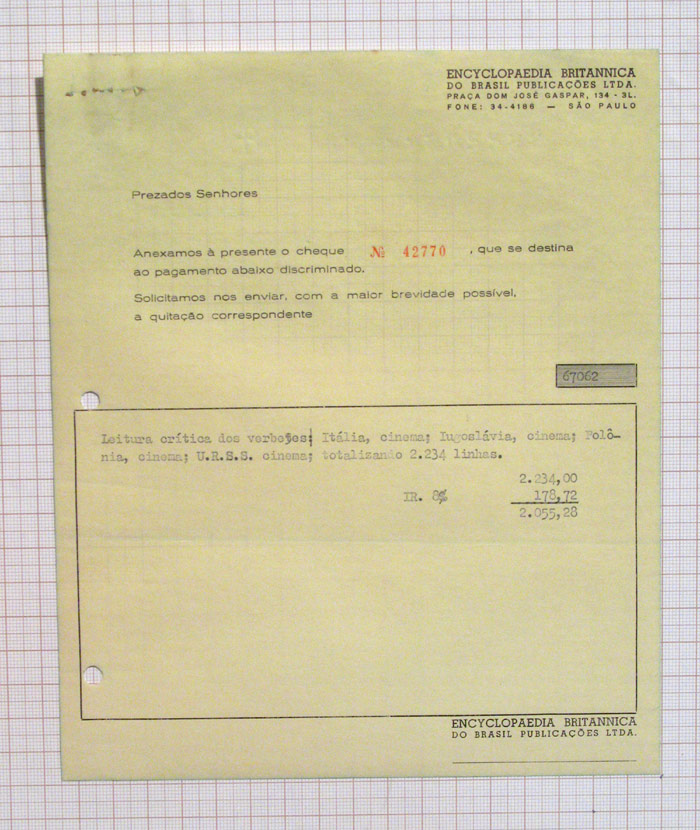 ENCYCLOPAEDIA BRITANNICA
DO BRASIL PUBLICAÇÕES LTDA.
PRAÇA DOM JOSÉ GASPAR, 134 - 3L.
FONE: 34-4186 — SÃO PAULO
Prezados Senhores
Anexamos à presente o cheque Nº 42770 , que se destina
ao pagamento abaixo discriminado.
Solicitamos nos enviar, com a maior brevidade possível,
a quitação correspondente
67062
Leitura crítica dos verbetes: Itália, cinema; Iugoslávia, cinema; Polô-
nia, cinema; U.R.S.S. cinema; totalizando 2.234 linhas.
2.234,00
IR. 8% 178,72
2.055,28
ENCYCLOPAEDIA BRITANNICA
DO BRASIL PUBLICAÇÕES LTDA.